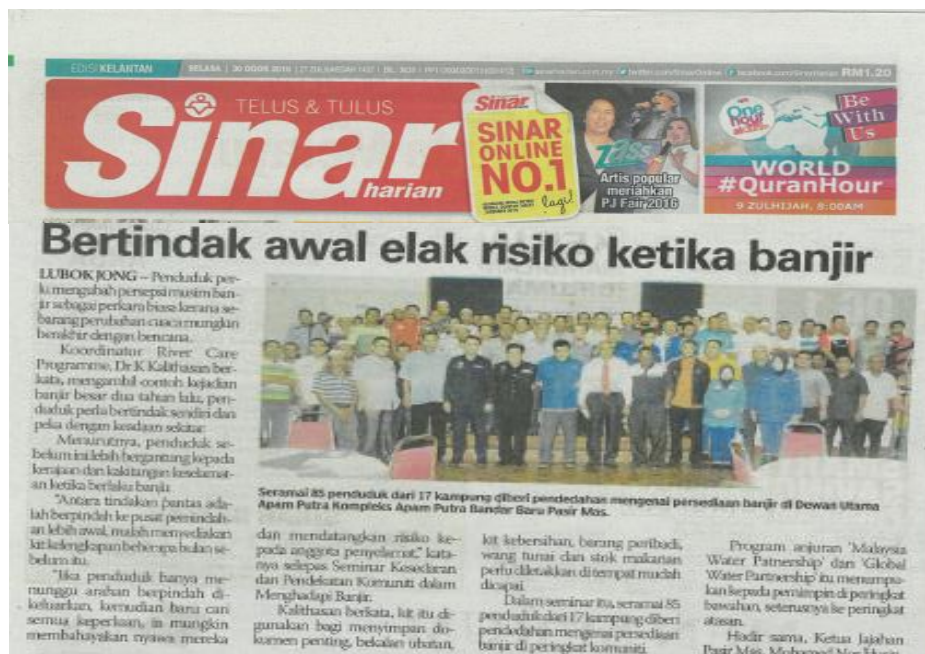 EDISI KELANTAN
SELASA | 30 OGOS 2016
RM1.20
TELUS & TULUS
Sinar
harian
Sinar
SINAR
ONLINE
NO.1
lagi!
Zass
Artis popular
meriahkan
PJ Fair 2016
One
hour
Be
With
Us
WORLD
#QuranHour
9 ZULHIJAH, 8:00AM
Bertindak awal elak risiko ketika banjir
LUBOK JONG – Penduduk per-
lu mengubah persepsi musim ban-
jir sebagai perkara biasa kerana se-
barang perubahan cuaca mungkin
berakhir dengan bencana.
Koordinator River Care
Programme, Dr K Kalithasan ber-
kata, mengambil contoh kejadian
banjir besar dua tahun lalu, pen-
duduk perlu bertindak sendiri dan
peka dengan keadaan sekitar.
Menurutnya, penduduk se-
belum ini lebih bergantung kepada
kerajaan dan kakitangan keselamat-
an ketika berlaku banjir.
"Antara tindakan pantas ada-
lah berpindah ke pusat pemindah-
an lebih awal, malah menyediakan
kit kelengkapan beberapa bulan se-
belum itu.
"Jika penduduk hanya me-
nunggu arahan berpindah di-
keluarkan, kemudian baru cari
semua keperluan, ia mungkin
membahayakan nyawa mereka
Seramai 85 penduduk dari 17 kampung diberi pendedahan mengenai persediaan banjir di Dewan Utama
Apam Putra Kompleks Apam Putra Bandar Baru Pasir Mas.
dan mendatangkan risiko ke-
pada anggota penyelamat," kata-
nya selepas Seminar Kesedaran
dan Pendekatan Komuniti dalam
Menghadapi Banjir.
Kalithasan berkata, kit itu di-
gunakan bagi menyimpan do-
kumen penting, bekalan ubatan,
kit kebersihan, barang peribadi,
wang tunai dan stok makanan
perlu diletakkan di tempat mudah
dicapai.
Dalam seminar itu, seramai 85
penduduk dari 17 kampung diberi
pendedahan mengenai persediaan
banjir di peringkat komuniti.
Program anjuran 'Malaysia
Water Patnership' dan 'Global
Water Partnership' itu menumpu-
kan kepada pemimpin di peringkat
bawahan, seterusnya ke peringkat
atasan.
Hadir sama, Ketua Jajahan
Pasir Mas, Mohamed Nor